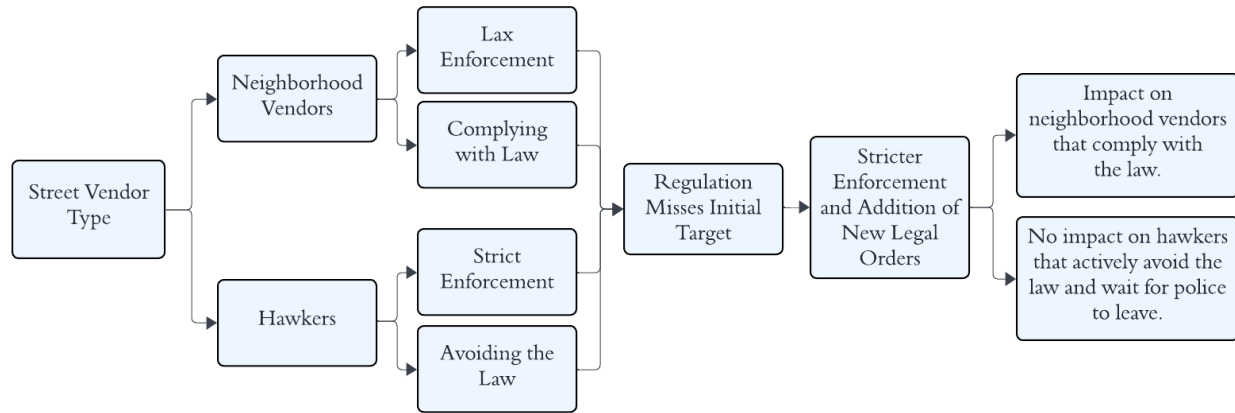 Street Vendor
Type
Neighborhood
Vendors
Hawkers
Lax
Enforcement
Complying
with Law
Strict
Enforcement
Avoiding the
Law
Regulation
Misses Initial
Target
Stricter
Enforcement
and Addition of
New Legal
Orders
Impact on
neighborhood vendors
that comply with
the law.
No impact on hawkers
that actively avoid the
law and wait for police
to leave.